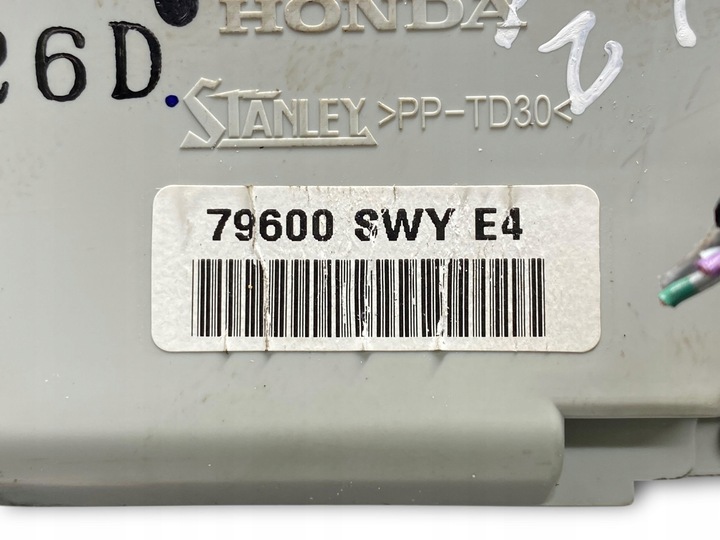 HONDA
26D
STANLEY >PP-TD30<
79600 SWY E4